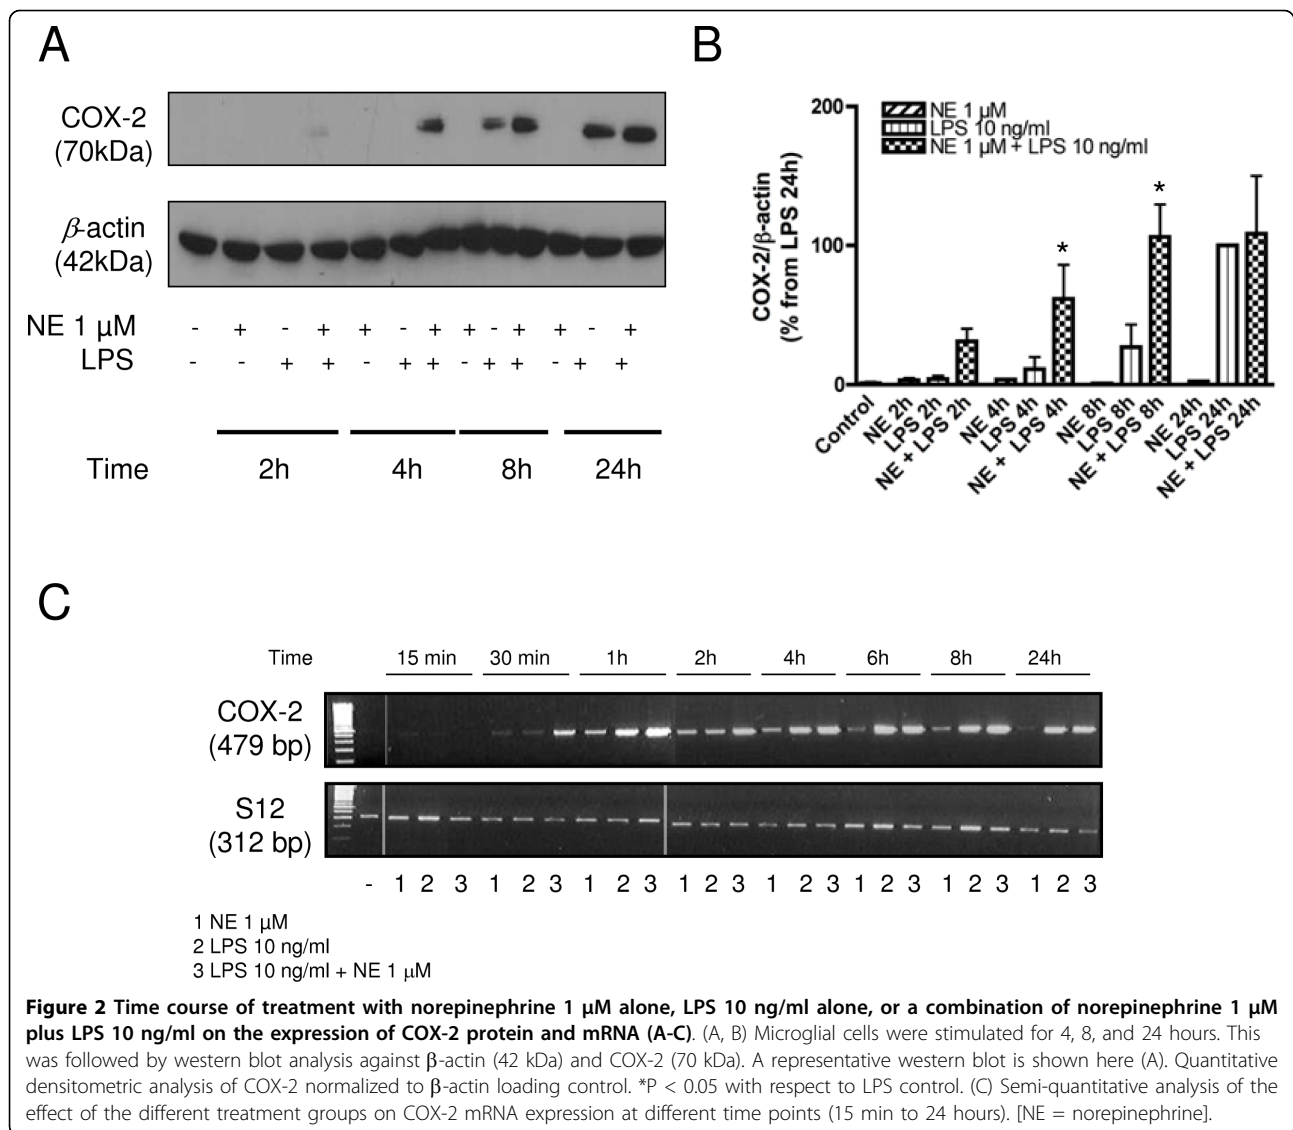 A
COX-2
(70kDa)
β-actin
(42kDa)
NE 1 µM - + - + + - + + - + + - +
LPS - - + + - + + - + + - + +
Time 2h 4h 8h 24h
B
COX-2/β-actin
(% from LPS 24h)
200
100
0
NE 1 µM
LPS 10 ng/ml
NE 1 µM + LPS 10 ng/ml
*
*
Control
NE 2h
LPS 2h
NE + LPS 2h
NE 4h
LPS 4h
NE + LPS 4h
NE 8h
LPS 8h
NE + LPS 8h
NE 24h
LPS 24h
NE + LPS 24h
C
Time 15 min 30 min 1h 2h 4h 6h 8h 24h
COX-2
(479 bp)
S12
(312 bp)
- 1 2 3 1 2 3 1 2 3 1 2 3 1 2 3 1 2 3 1 2 3 1 2 3
1 NE 1 µM
2 LPS 10 ng/ml
3 LPS 10 ng/ml + NE 1 µM
Figure 2 Time course of treatment with norepinephrine 1 µM alone, LPS 10 ng/ml alone, or a combination of norepinephrine 1 µM
plus LPS 10 ng/ml on the expression of COX-2 protein and mRNA (A-C). (A, B) Microglial cells were stimulated for 4, 8, and 24 hours. This
was followed by western blot analysis against β-actin (42 kDa) and COX-2 (70 kDa). A representative western blot is shown here (A). Quantitative
densitometric analysis of COX-2 normalized to β-actin loading control. *P < 0.05 with respect to LPS control. (C) Semi-quantitative analysis of the
effect of the different treatment groups on COX-2 mRNA expression at different time points (15 min to 24 hours). [NE = norepinephrine].